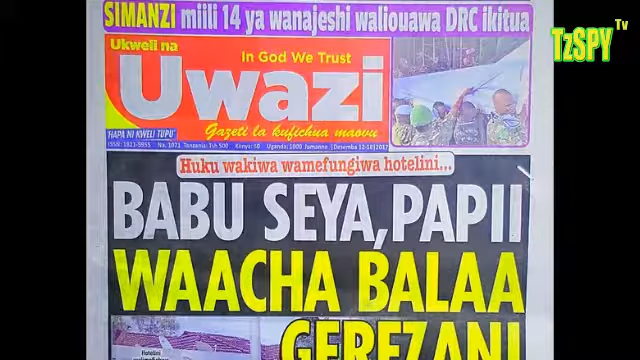 SIMANZI miili 14 ya wanajeshi waliouawa DRC ikitua
TzSPY Tv
Ukweli na
In God We Trust
Uwazi
Gazeti la kufichua maovu
'HAPA NI KWELI TUPU'
Huku wakiwa wamefungiwa hotelini...
BABU SEYA, PAPII
WAACHA BALAA
GEREZANI
Hotelini